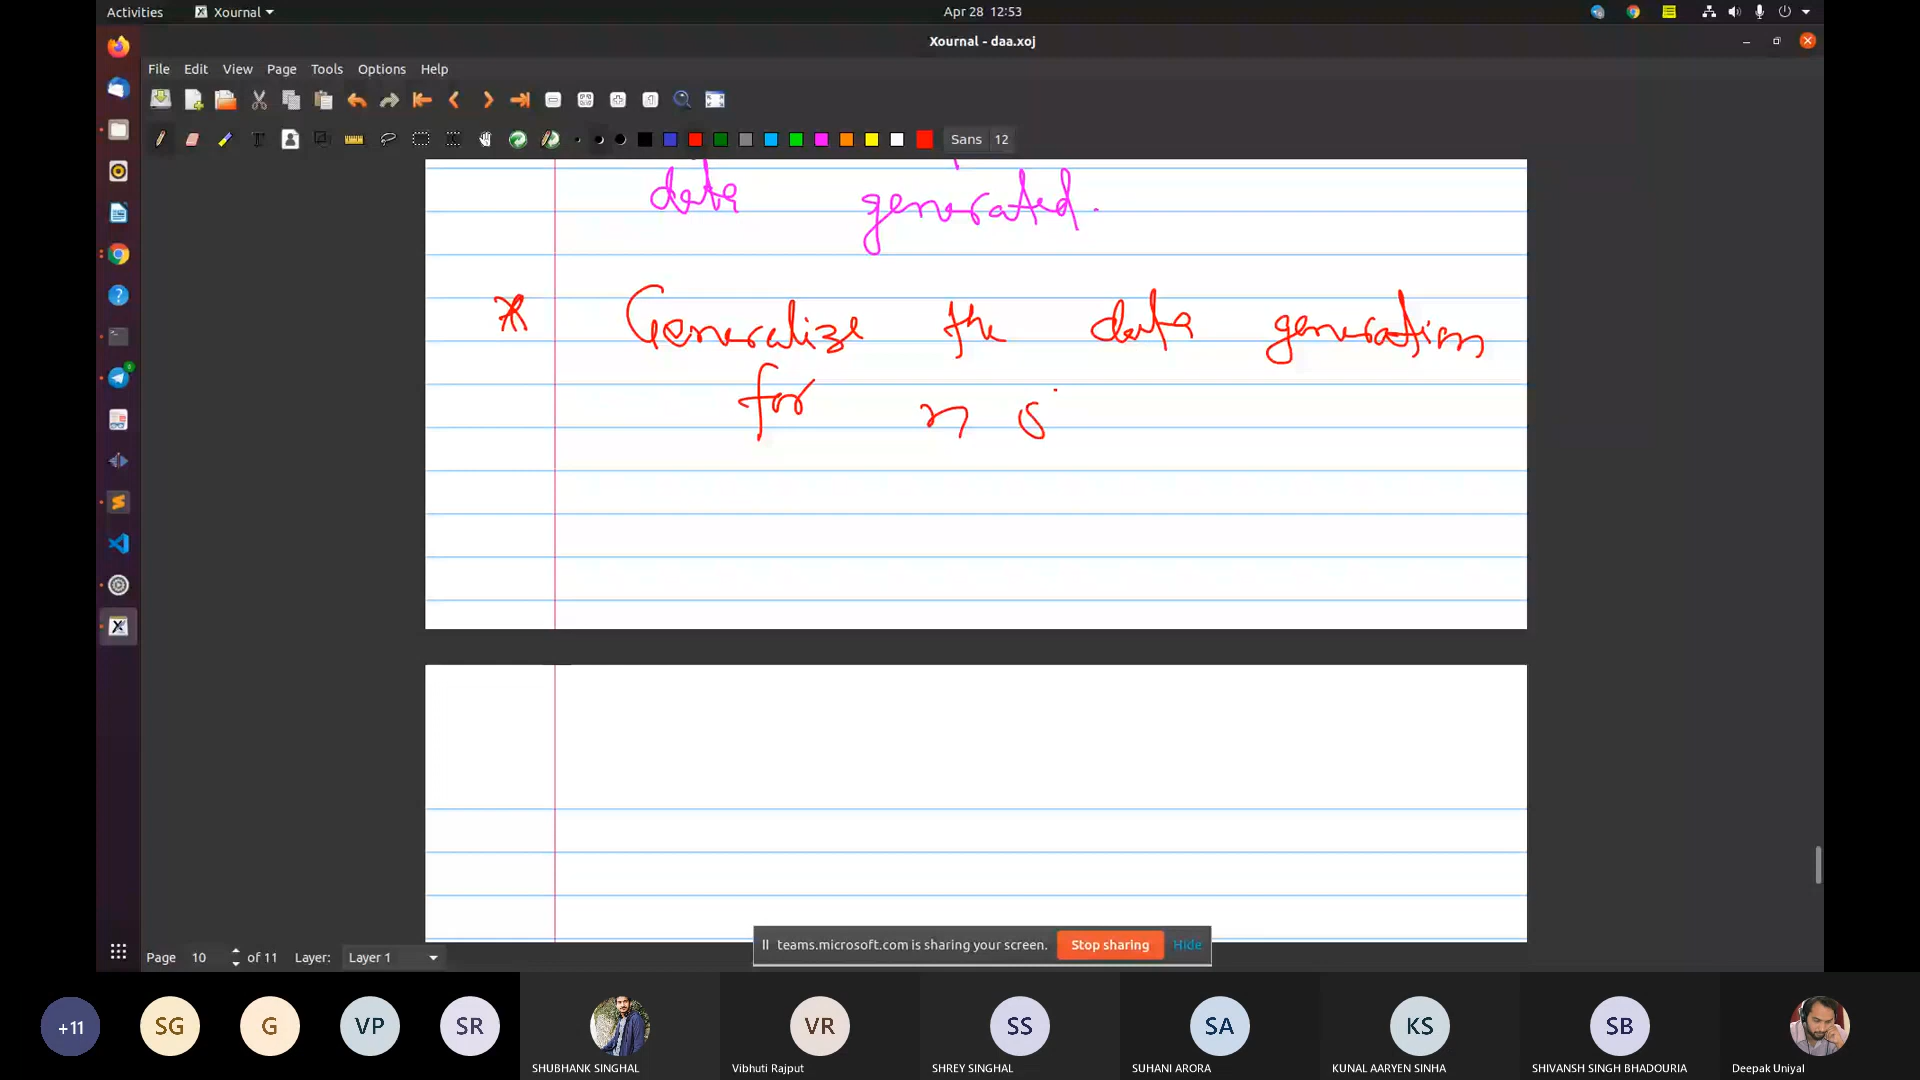 Activities Xournal Apr 28 12:53
Xournal - daa.xoj
File Edit View Page Tools Options Help
Sans 12
data generated.
* Generalize the data generation
for n
Page 10 of 11 Layer: Layer 1
teams.microsoft.com is sharing your screen. Stop sharing Hide
+11 SG G VP SR VR SS SA KS SB
SHUBHANK SINGHAL Vibhuti Rajput SHREY SINGHAL SUHANI ARORA KUNAL AARYEN SINHA SHIVANSH SINGH BHADOURIA Deepak Uniyal